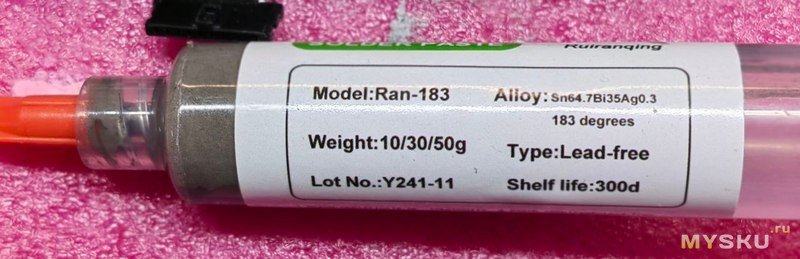 SOLDER PASTE
Ruiranqing
Model:Ran-183
Alloy:Sn64.7Bi35Ag0.3
183 degrees
Weight:10/30/50g
Type:Lead-free
Lot No.:Y241-11
Shelf life:300d
MYSKU.ru